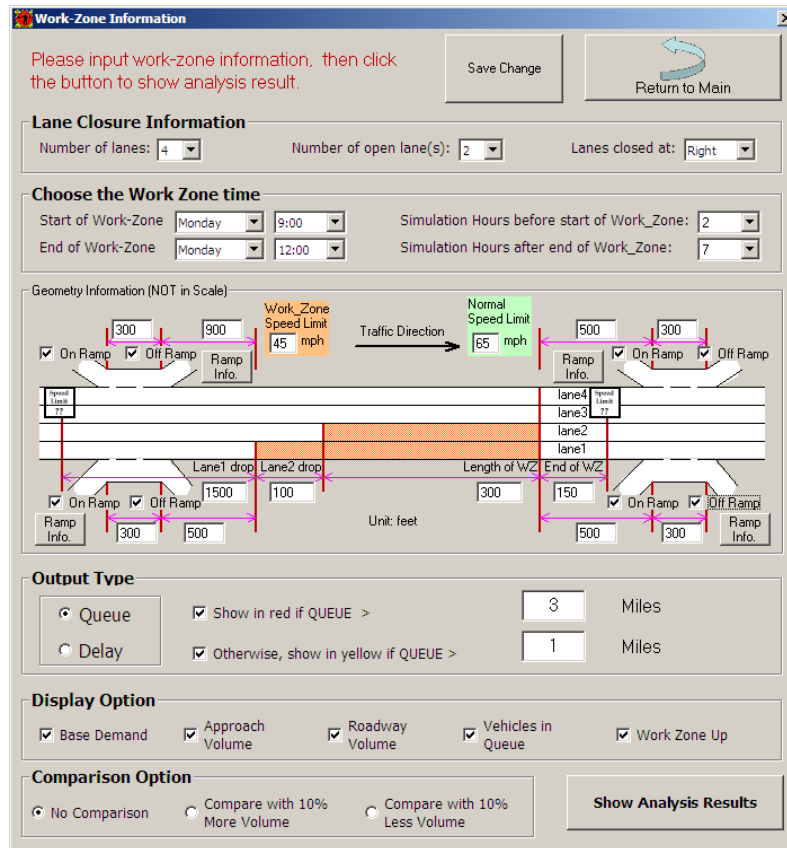 Work-Zone Information
Please input work-zone information, then click
the button to show analysis result.
Save Change
Return to Main
Lane Closure Information
Number of lanes: 4
Number of open lane(s): 2
Lanes closed at: Right
Choose the Work Zone time
Start of Work-Zone Monday 9:00
Simulation Hours before start of Work_Zone: 2
End of Work-Zone Monday 12:00
Simulation Hours after end of Work_Zone: 7
Geometry Information (NOT in Scale)
300
900
Work_Zone
Speed Limit
45 mph
Traffic Direction
Normal
Speed Limit
65 mph
500
300
On Ramp
Off Ramp
Ramp
Info.
Ramp
Info.
On Ramp
Off Ramp
Speed
Limit
??
lane4
Speed
Limit
??
lane3
lane2
lane1
Lane1 drop
Lane2 drop
Length of WZ
End of WZ
1500
100
300
150
On Ramp
Off Ramp
On Ramp
Off Ramp
Ramp
Info.
300
500
Unit: feet
500
300
Ramp
Info.
Output Type
Queue
Show in red if QUEUE >
3
Miles
Delay
Otherwise, show in yellow if QUEUE >
1
Miles
Display Option
Base Demand
Approach
Volume
Roadway
Volume
Vehicles in
Queue
Work Zone Up
Comparison Option
No Comparison
Compare with 10%
More Volume
Compare with 10%
Less Volume
Show Analysis Results